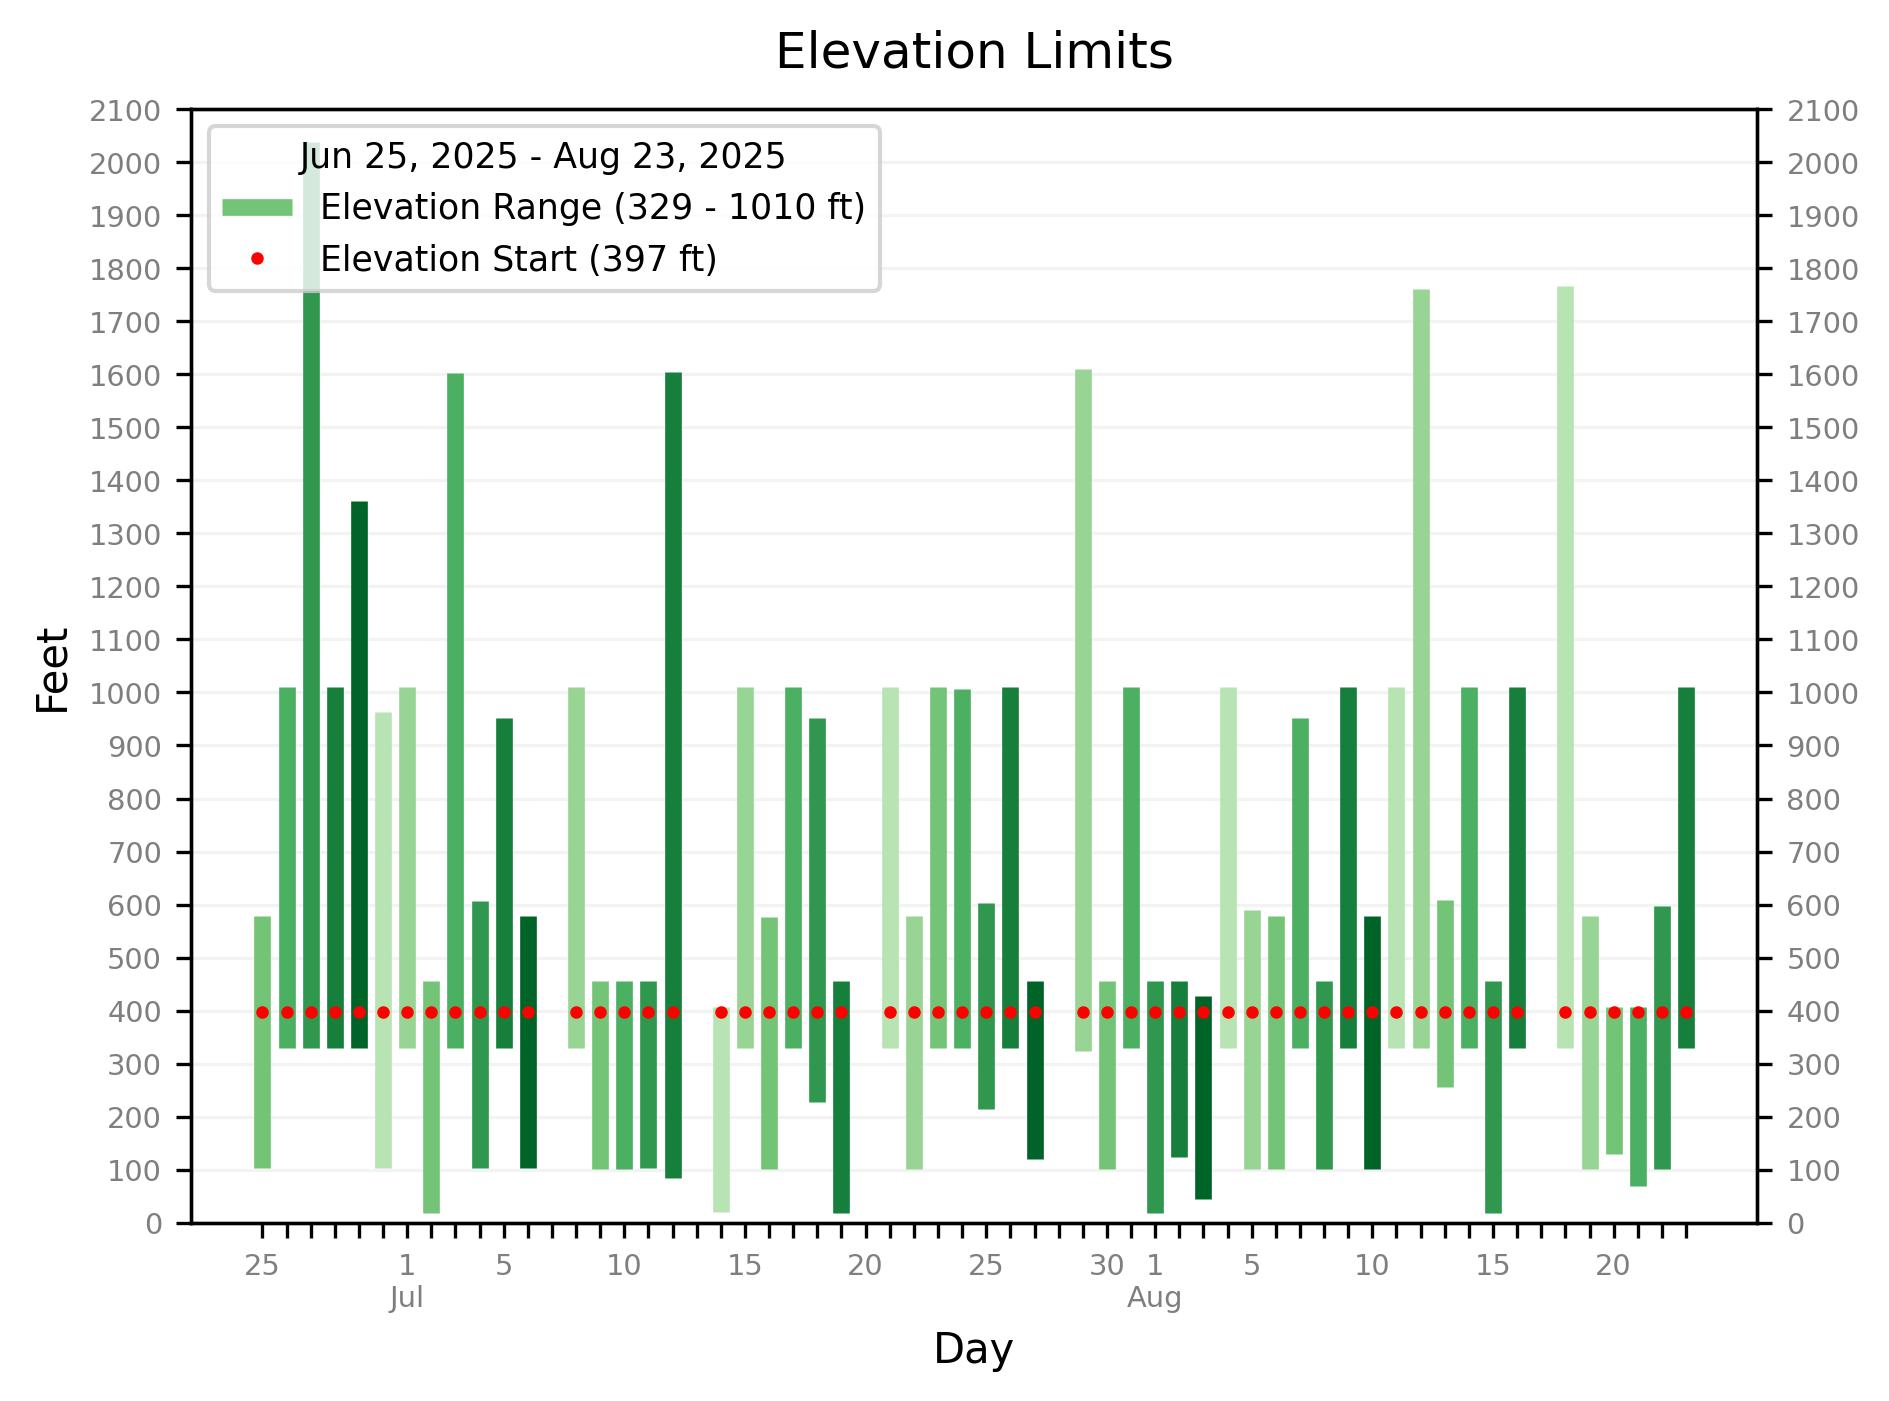 Elevation Limits
Jun 25, 2025 - Aug 23, 2025
Elevation Range (329 - 1010 ft)
Elevation Start (397 ft)
2100 2100
2000 2000
1900 1900
1800 1800
1700 1700
1600 1600
1500 1500
1400 1400
1300 1300
1200 1200
1100 1100
1000 1000
900 900
800 800
700 700
600 600
500 500
400 400
300 300
200 200
100 100
0 0
Feet
25 1 5 10 15 20 25 30 1 5 10 15 20
Jul Aug
Day